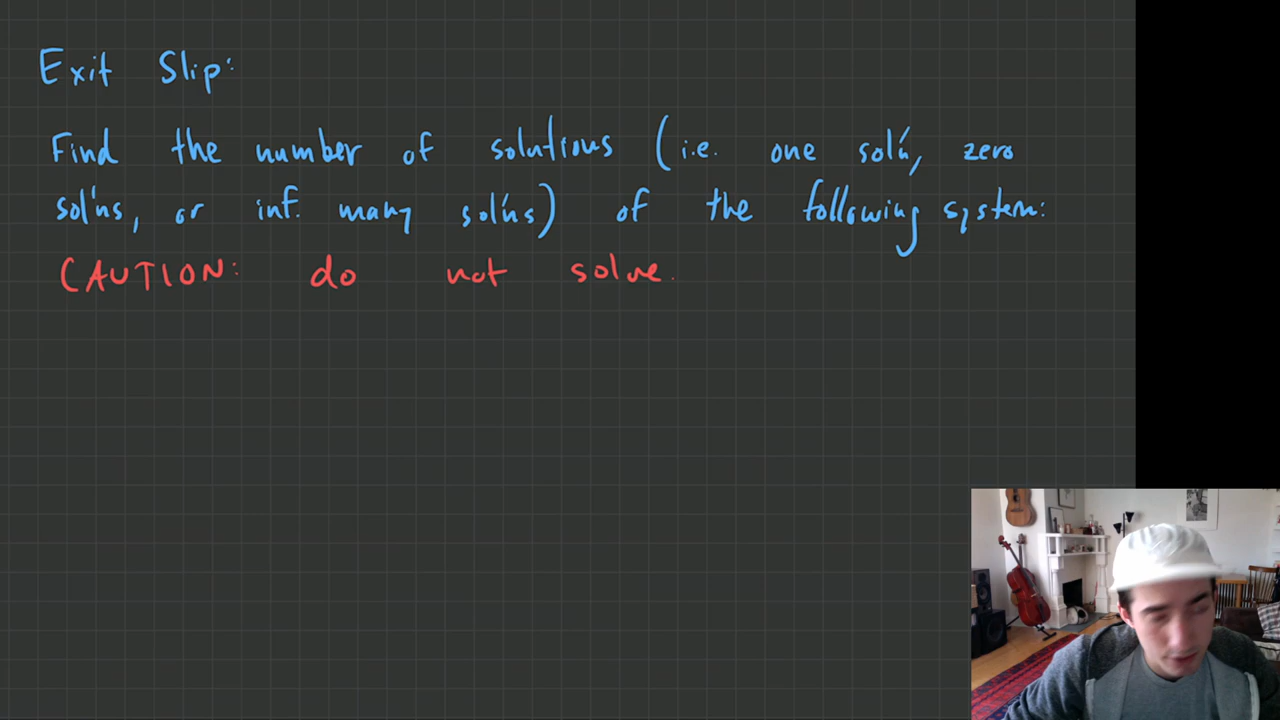 Exit Slip:
Find the number of solutions (i.e. one sol'n, zero
sol'ns, or inf. many sol'ns) of the following system:
CAUTION: do not solve.